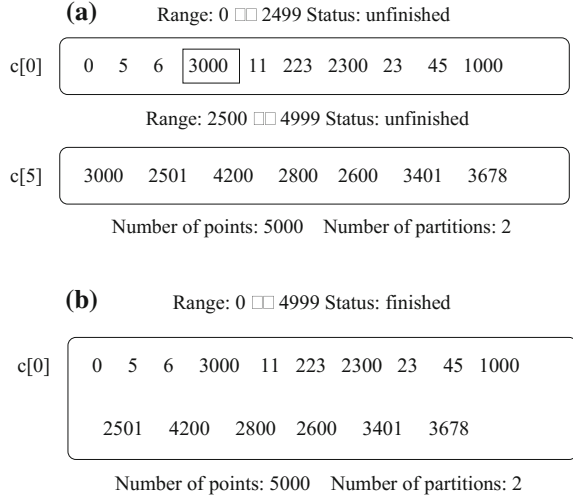 (a) Range: 0 □□ 2499 Status: unfinished
c[0] 0 5 6 3000 11 223 2300 23 45 1000
Range: 2500 □□ 4999 Status: unfinished
c[5] 3000 2501 4200 2800 2600 3401 3678
Number of points: 5000 Number of partitions: 2
(b) Range: 0 □□ 4999 Status: finished
c[0] 0 5 6 3000 11 223 2300 23 45 1000
2501 4200 2800 2600 3401 3678
Number of points: 5000 Number of partitions: 2